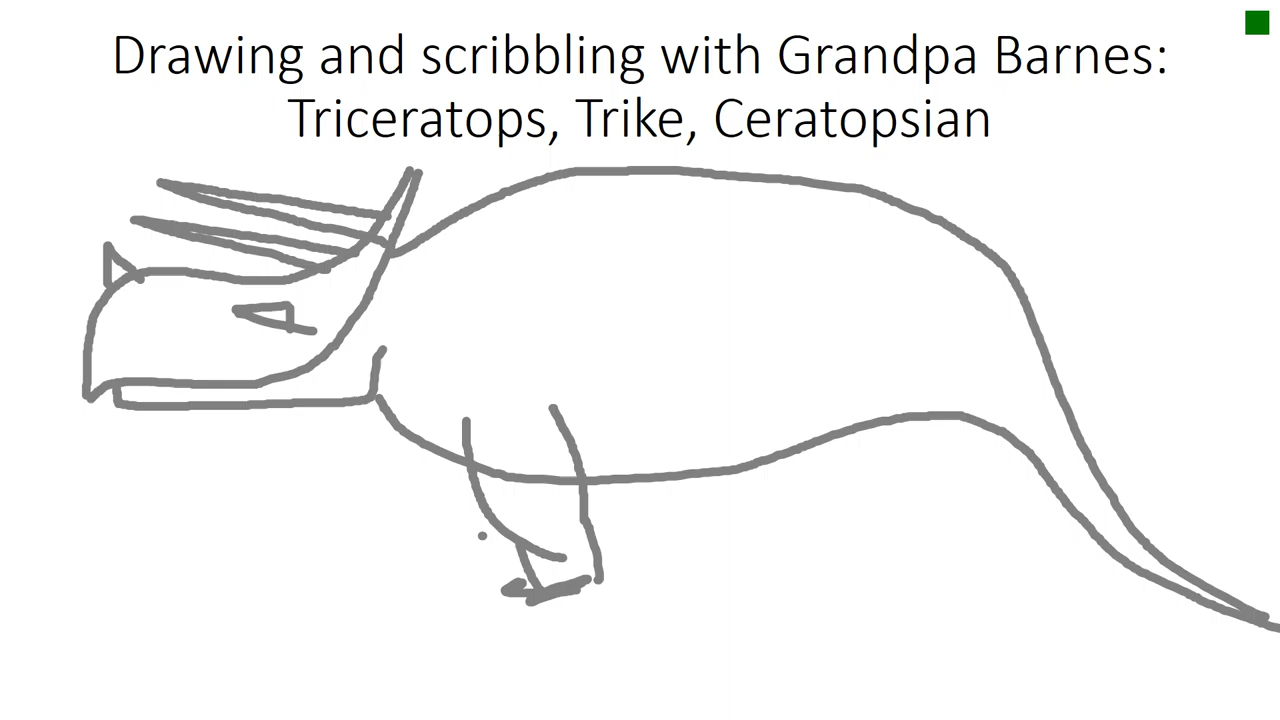 Drawing and scribbling with Grandpa Barnes:
Triceratops, Trike, Ceratopsian